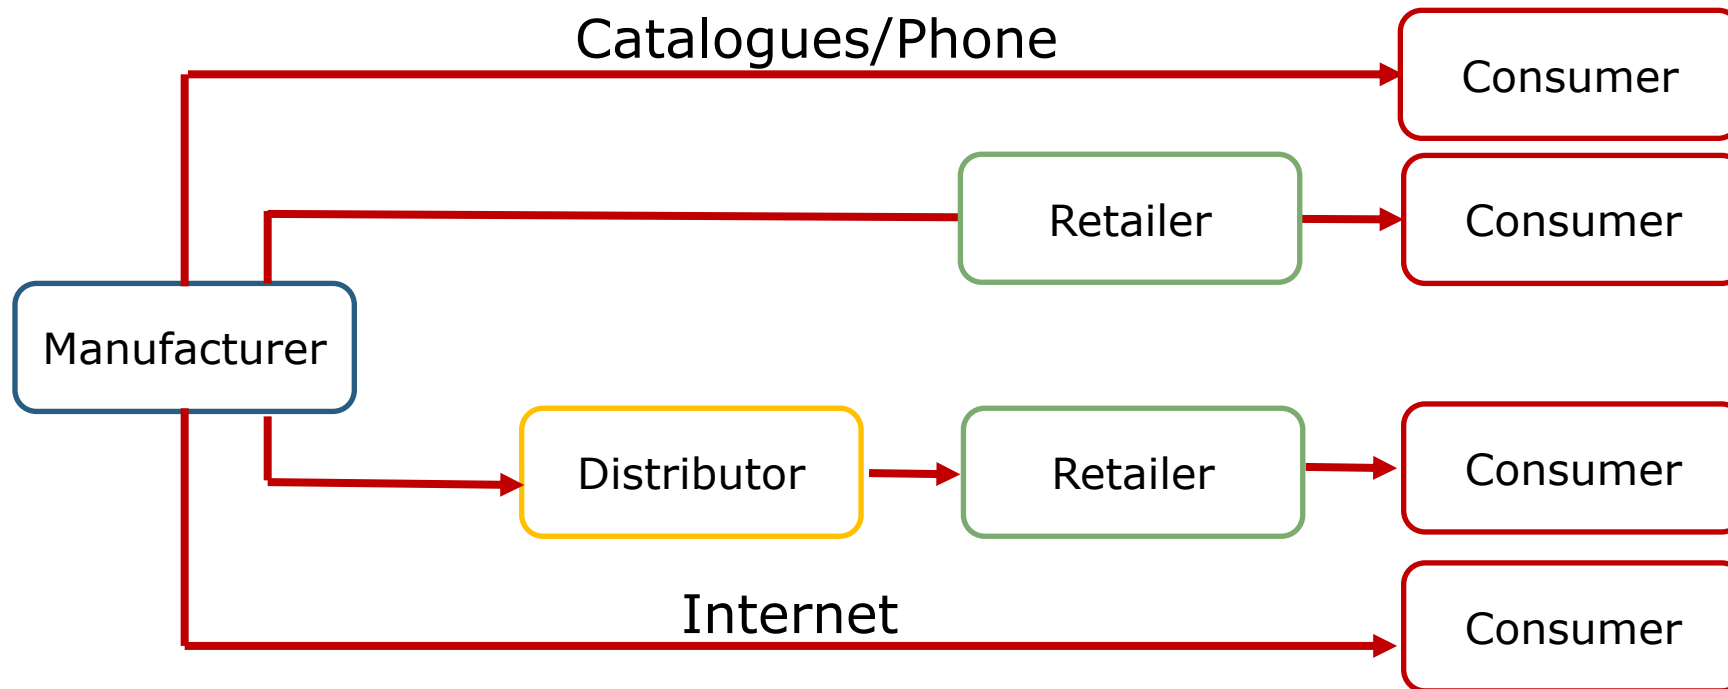 Catalogues/Phone
Consumer
Retailer
Consumer
Manufacturer
Distributor
Retailer
Consumer
Internet
Consumer